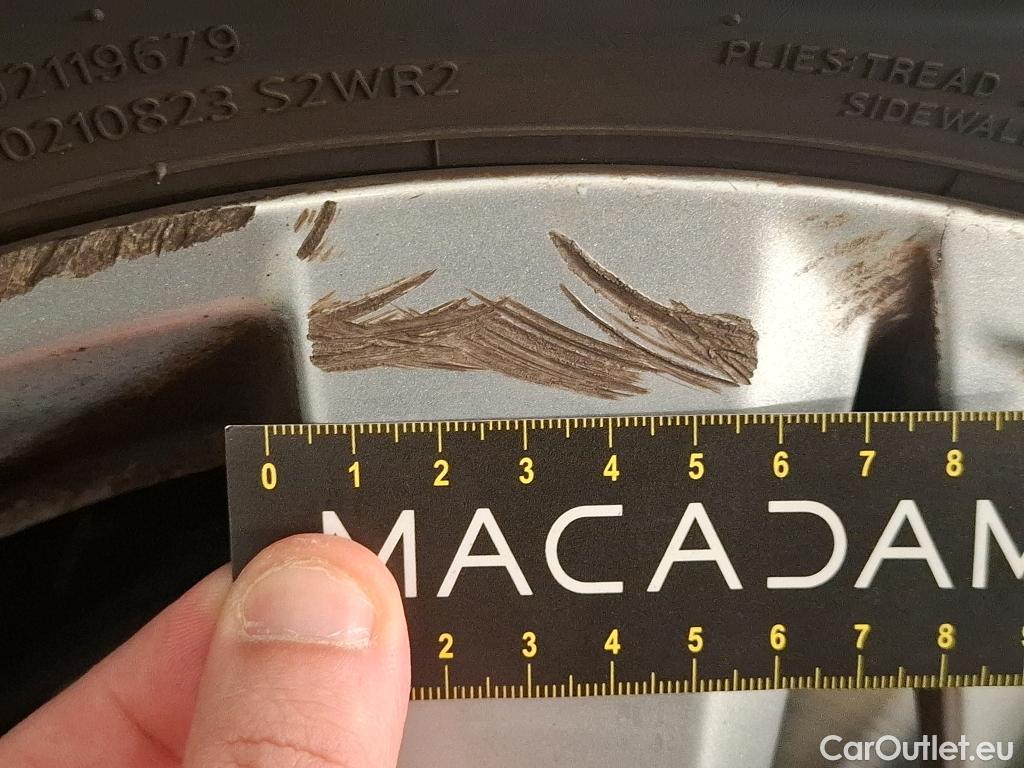 2119679
0210823 S2WR2
PLIES:TREAD
SIDEWALL
0 1 2 3 4 5 6 7 8
MACADAM
2 3 4 5 6 7 8
CarOutlet.eu